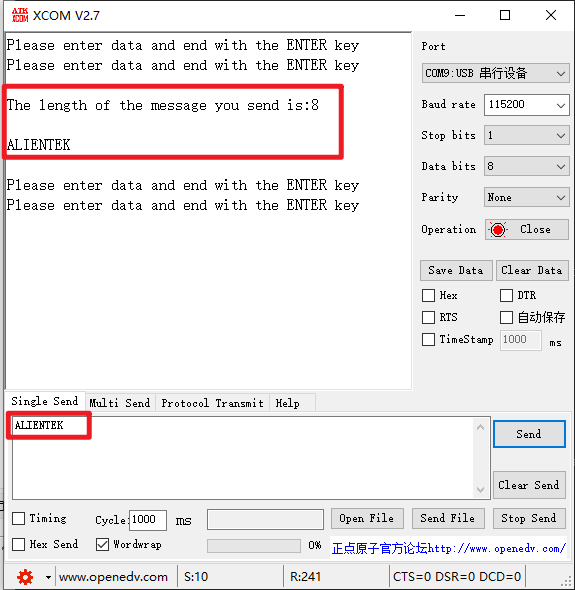 ATK
XCOM
XCOM V2.7
Please enter data and end with the ENTER key
Please enter data and end with the ENTER key
The length of the message you send is:8
ALIENTEK
Please enter data and end with the ENTER key
Please enter data and end with the ENTER key
Port
COM9:USB 串行设备
Baud rate 115200
Stop bits 1
Data bits 8
Parity None
Operation Close
Save Data Clear Data
Hex DTR
RTS 自动保存
TimeStamp 1000 ms
Single Send Multi Send Protocol Transmit Help
ALIENTEK
Send
Clear Send
Timing Cycle: 1000 ms Open File Send File Stop Send
Hex Send Wordwrap 0% 正点原子官方论坛http://www.openedv.com/
www.openedv.com S:10 R:241 CTS=0 DSR=0 DCD=0